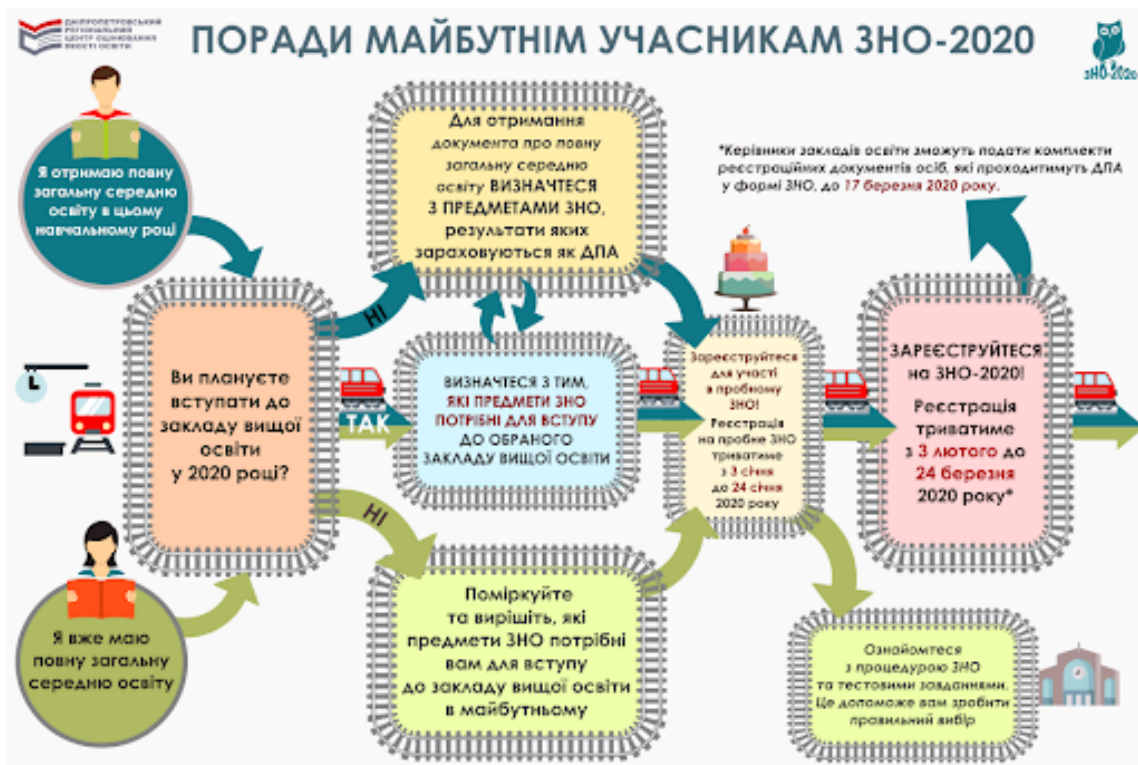 ДНІПРОПЕТРОВСЬКИЙ
РЕГІОНАЛЬНИЙ
ЦЕНТР ОЦІНЮВАННЯ
ЯКОСТІ ОСВІТИ
ПОРАДИ МАЙБУТНІМ УЧАСНИКАМ ЗНО-2020
ЗНО-2020
Я отримаю повну
загальну середню
освіту в цьому
навчальному році
Для отримання
документа про повну
загальну середню
освіту ВИЗНАЧТЕСЯ
З ПРЕДМЕТАМИ ЗНО,
результати яких
зараховуються як ДПА
*Керівники закладів освіти зможуть подати комплекти
реєстраційних документів осіб, які проходитимуть ДПА
у формі ЗНО, до 17 березня 2020 року.
НІ
Ви плануєте
вступати до
закладу вищої
освіти
у 2020 році?
ТАК
ВИЗНАЧТЕСЯ З ТИМ,
ЯКІ ПРЕДМЕТИ ЗНО
ПОТРІБНІ ДЛЯ ВСТУПУ
ДО ОБРАНОГО
ЗАКЛАДУ ВИЩОЇ ОСВІТИ
Зареєструйтеся
для участі
в пробному
ЗНО!
Реєстрація
на пробне ЗНО
триватиме
з 3 січня
до 24 січня
2020 року
ЗАРЕЄСТРУЙТЕСЯ
на ЗНО-2020!
Реєстрація
триватиме
з 3 лютого до
24 березня
2020 року*
НІ
Я вже маю
повну загальну
середню освіту
Поміркуйте
та вирішіть, які
предмети ЗНО потрібні
вам для вступу
до закладу вищої освіти
в майбутньому
Ознайомтеся
з процедурою ЗНО
та тестовими завданнями.
Це допоможе вам зробити
правильний вибір